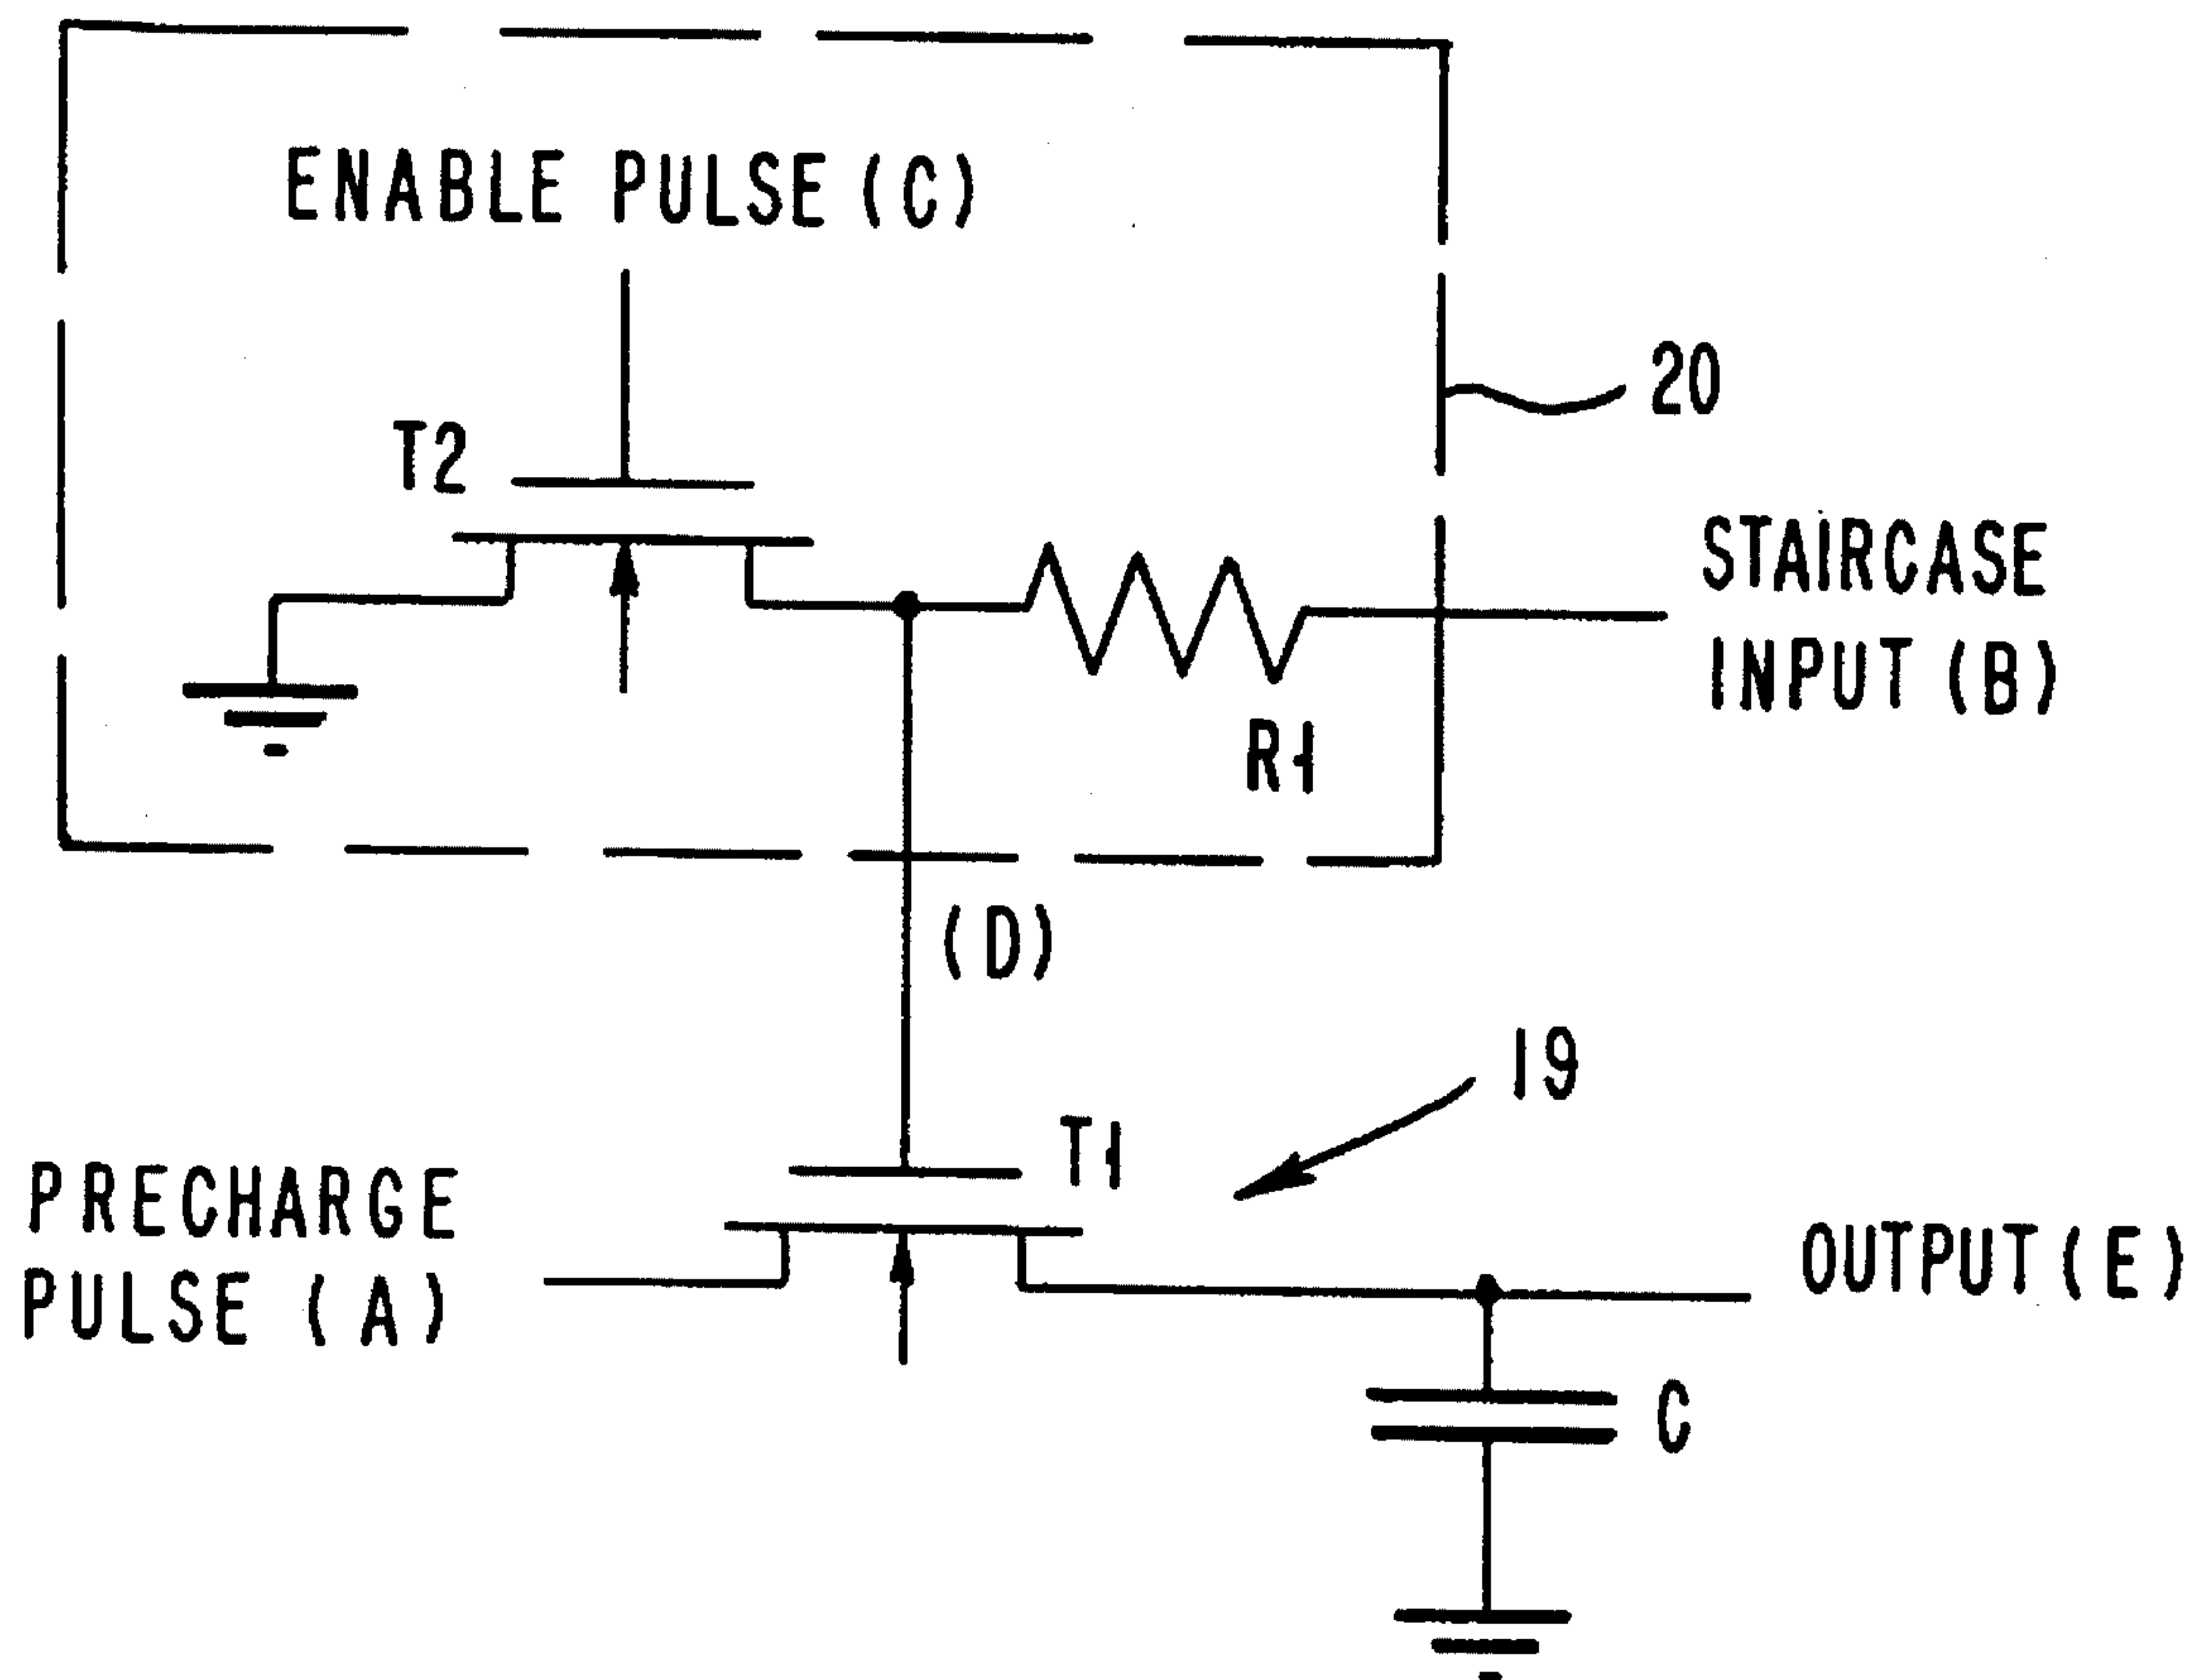 ENABLE PULSE (C)
20
T2
STAIRCASE
INPUT (B)
R1
(D)
19
T1
PRECHARGE
PULSE (A)
OUTPUT (E)
C